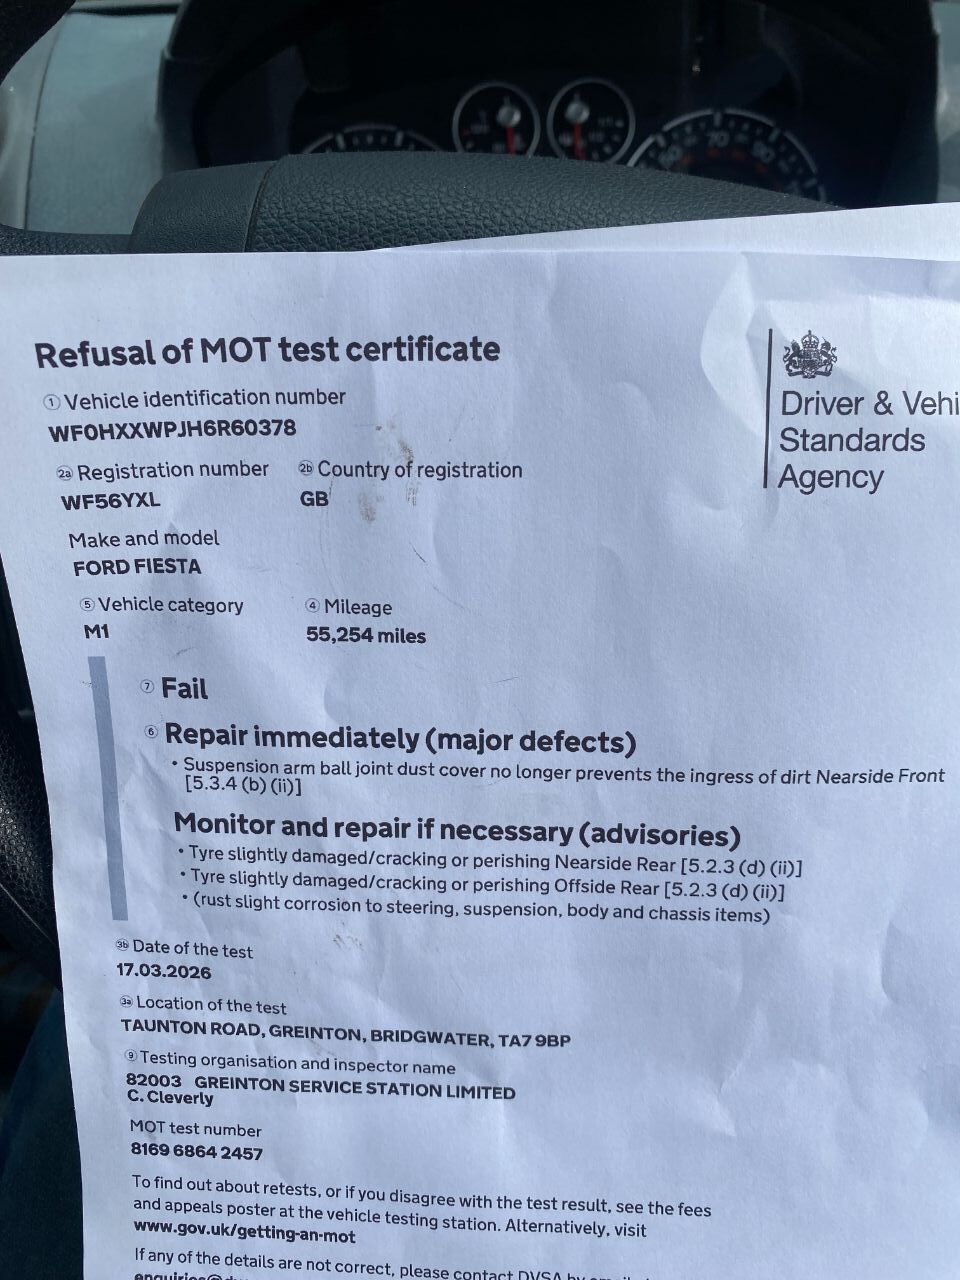 Refusal of MOT test certificate
Driver & Vehi
Standards
Agency
1 Vehicle identification number
WF0HXXWPJH6R60378
2a Registration number 2b Country of registration
WF56YXL GB
Make and model
FORD FIESTA
5 Vehicle category 4 Mileage
M1 55,254 miles
7 Fail
6 Repair immediately (major defects)
• Suspension arm ball joint dust cover no longer prevents the ingress of dirt Nearside Front
[5.3.4 (b) (ii)]
Monitor and repair if necessary (advisories)
• Tyre slightly damaged/cracking or perishing Nearside Rear [5.2.3 (d) (ii)]
• Tyre slightly damaged/cracking or perishing Offside Rear [5.2.3 (d) (ii)]
• (rust slight corrosion to steering, suspension, body and chassis items)
3b Date of the test
17.03.2026
3a Location of the test
TAUNTON ROAD, GREINTON, BRIDGWATER, TA7 9BP
9 Testing organisation and inspector name
82003 GREINTON SERVICE STATION LIMITED
C. Cleverly
MOT test number
8169 6864 2457
To find out about retests, or if you disagree with the test result, see the fees
and appeals poster at the vehicle testing station. Alternatively, visit
www.gov.uk/getting-an-mot
If any of the details are not correct, please contact DVSA by